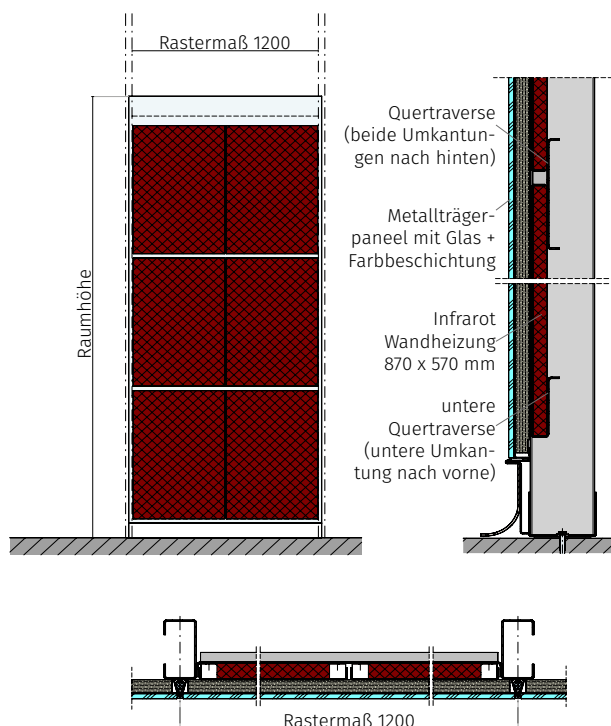 Rastermaß 1200
Raumhöhe
Quertraverse
(beide Umkantun-
gen nach hinten)
Metallträger-
paneel mit Glas +
Farbbeschichtung
Infrarot
Wandheizung
870 x 570 mm
untere
Quertraverse
(untere Umkan-
tung nach vorne)
Rastermaß 1200